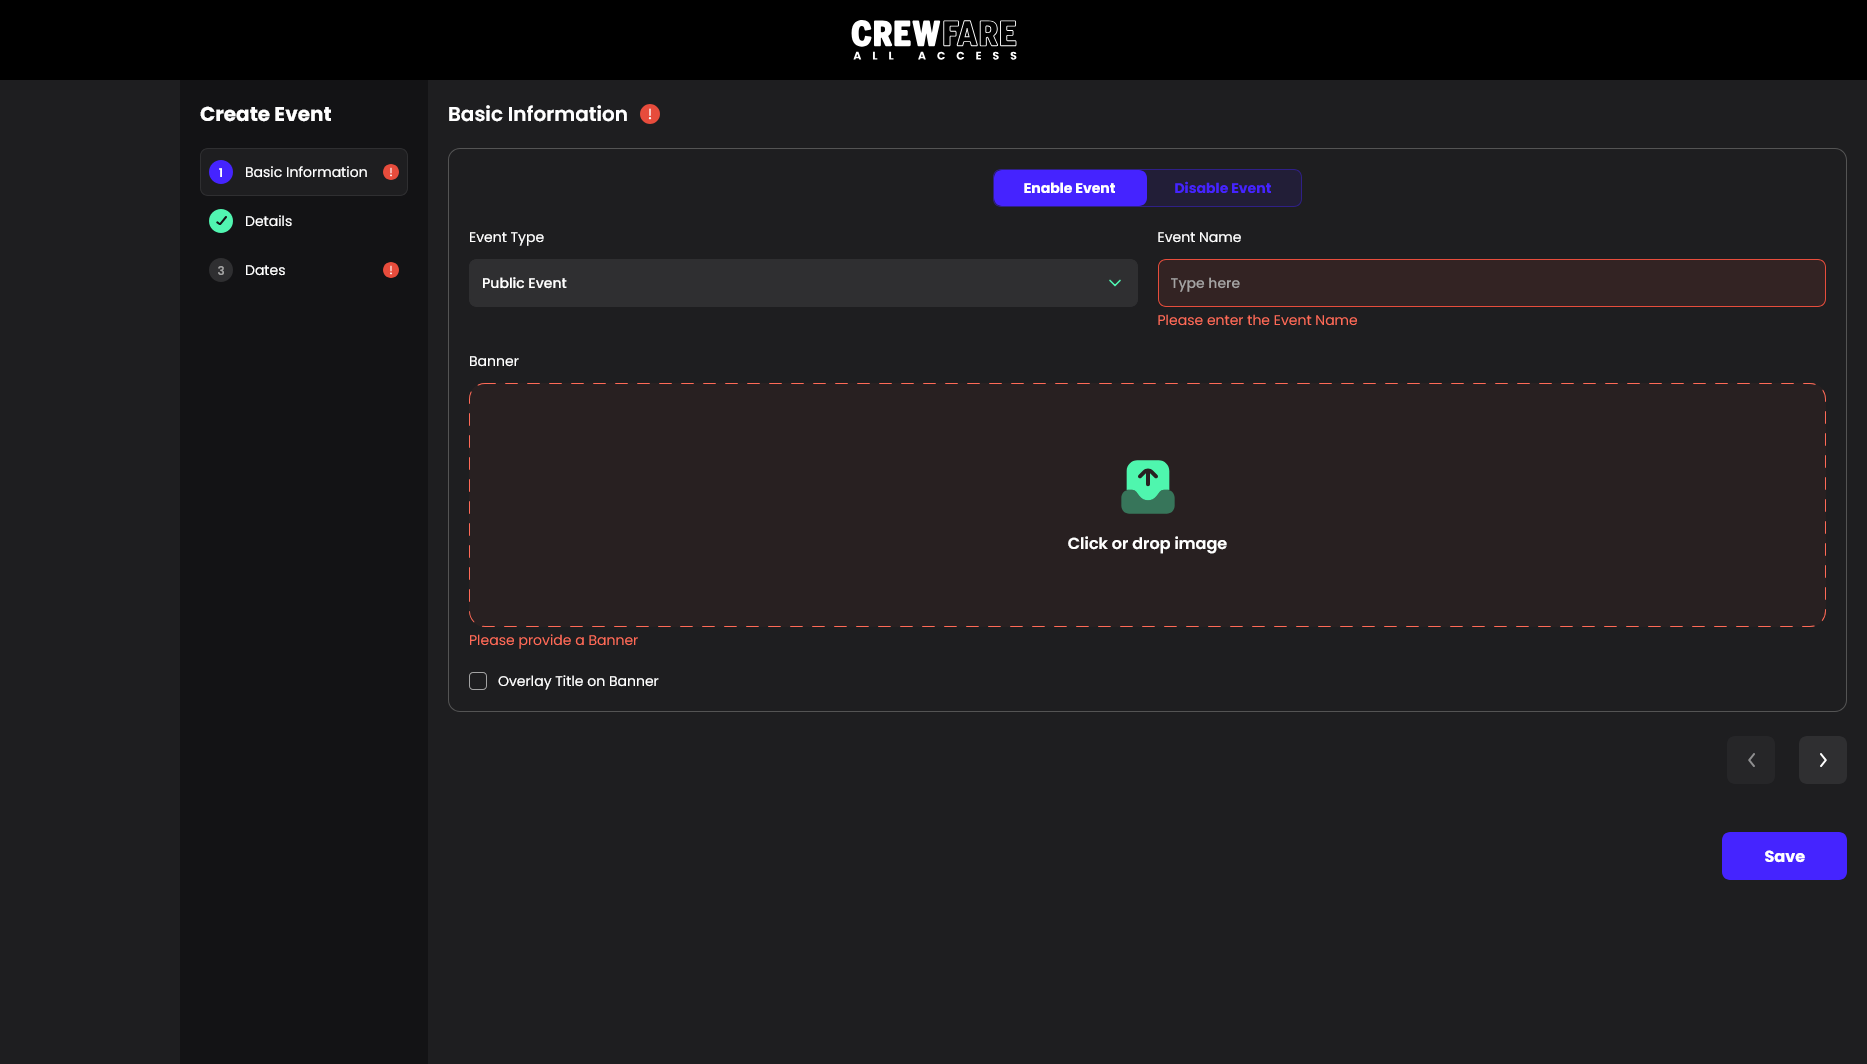 CREWFARE
ALL ACCESS
Create Event
1 Basic Information !
Details
3 Dates !
Basic Information !
Enable Event Disable Event
Event Type
Public Event
Event Name
Type here
Please enter the Event Name
Banner
Click or drop image
Please provide a Banner
Overlay Title on Banner
Save